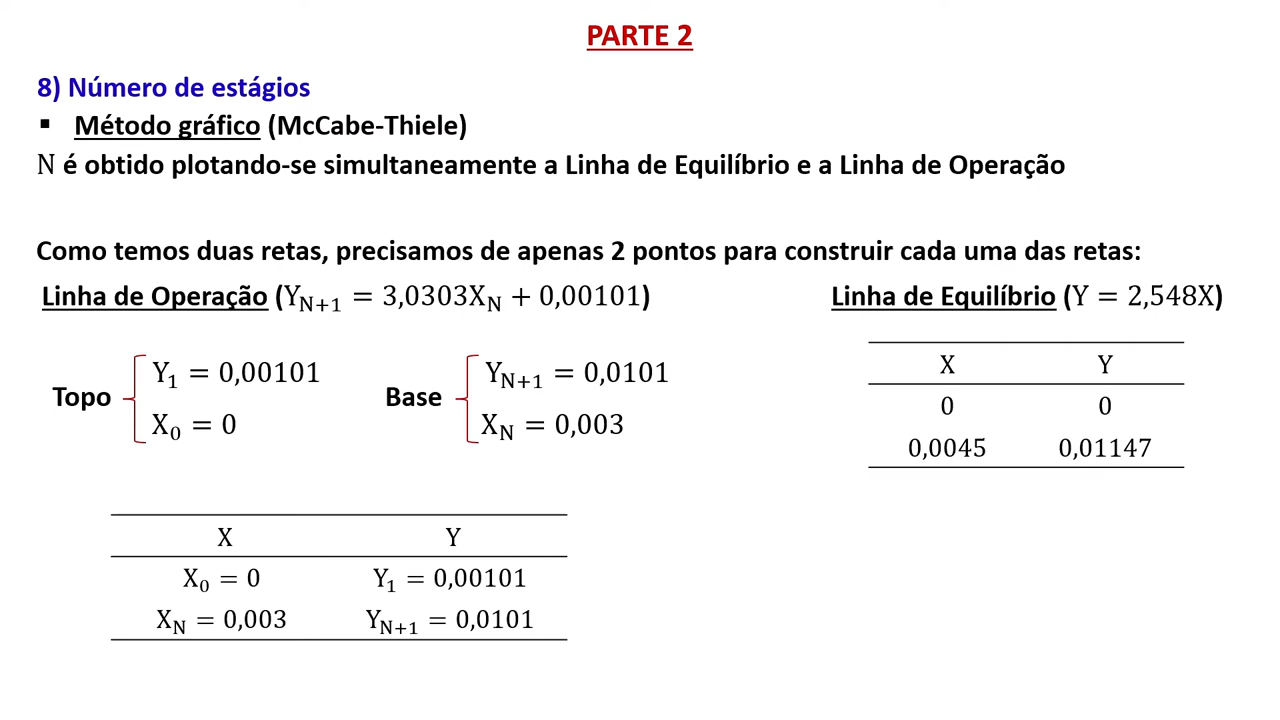 PARTE 2
8) Número de estágios
▪ Método gráfico (McCabe-Thiele)
N é obtido plotando-se simultaneamente a Linha de Equilíbrio e a Linha de Operação
Como temos duas retas, precisamos de apenas 2 pontos para construir cada uma das retas:
Linha de Operação (Y_{N+1} = 3,0303X_N + 0,00101)
Topo
Y_1 = 0,00101
X_0 = 0
Base
Y_{N+1} = 0,0101
X_N = 0,003
X Y
X_0 = 0 Y_1 = 0,00101
X_N = 0,003 Y_{N+1} = 0,0101
Linha de Equilíbrio (Y = 2,548X)
X Y
0 0
0,0045 0,01147